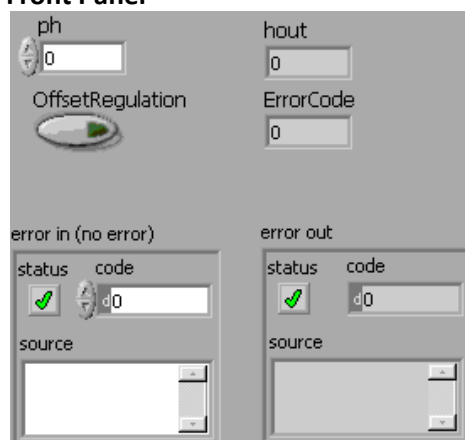 Front Panel
ph
hout
0
0
OffsetRegulation
ErrorCode
0
error in (no error)
error out
status code
status code
d0
d0
source
source